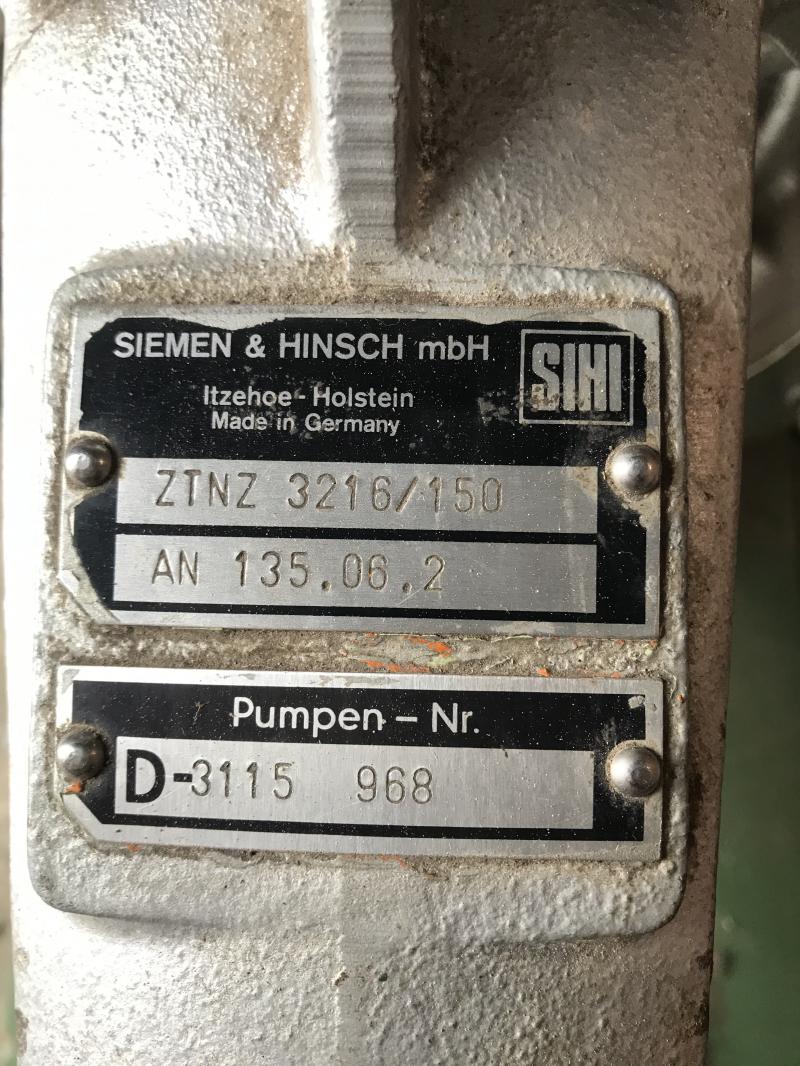 SIEMEN & HINSCH mbH
SIHI
Itzehoe-Holstein
Made in Germany
ZTNZ 3216/150
AN 135.06.2
Pumpen – Nr.
D-3115 968